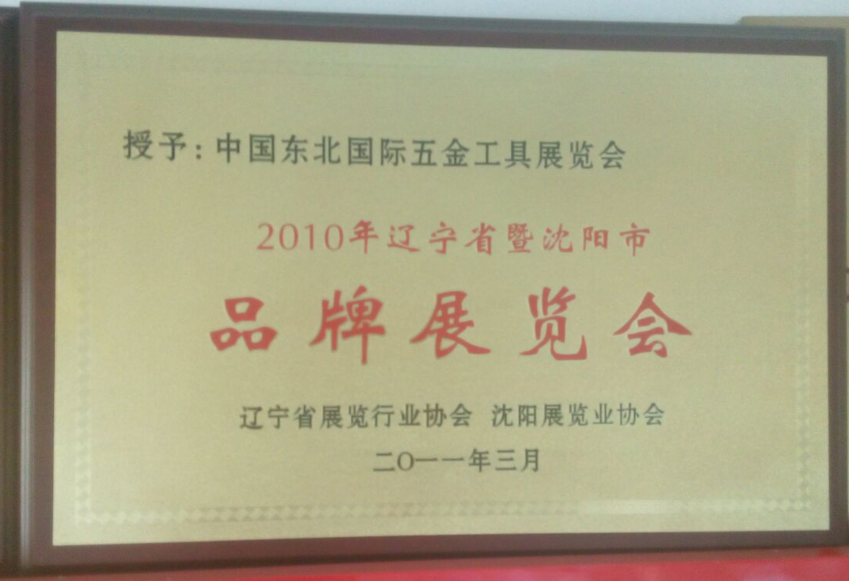 授予：中国东北国际五金工具展览会
2010年辽宁省暨沈阳市
品牌展览会
辽宁省展览行业协会 沈阳展览业协会
二〇一一年三月